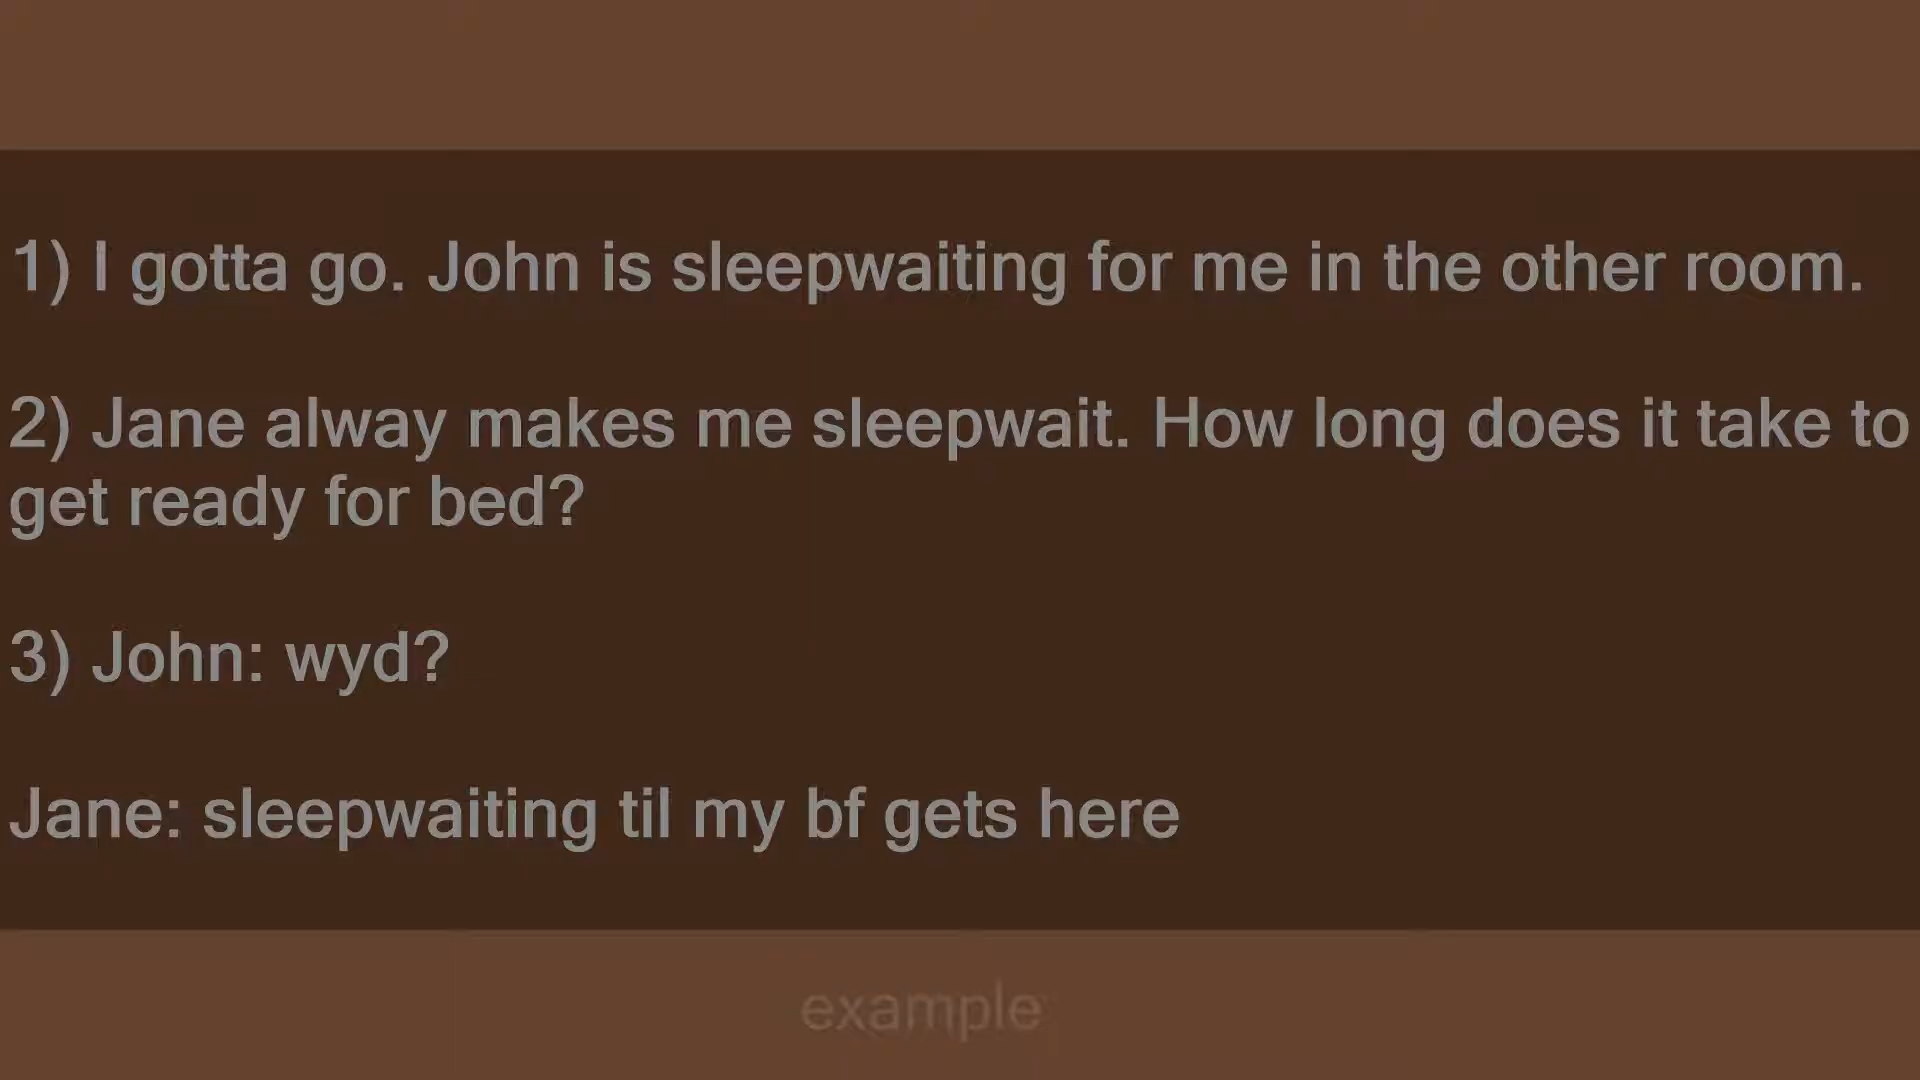 1) I gotta go. John is sleepwaiting for me in the other room.
2) Jane alway makes me sleepwait. How long does it take to
get ready for bed?
3) John: wyd?
Jane: sleepwaiting til my bf gets here
example